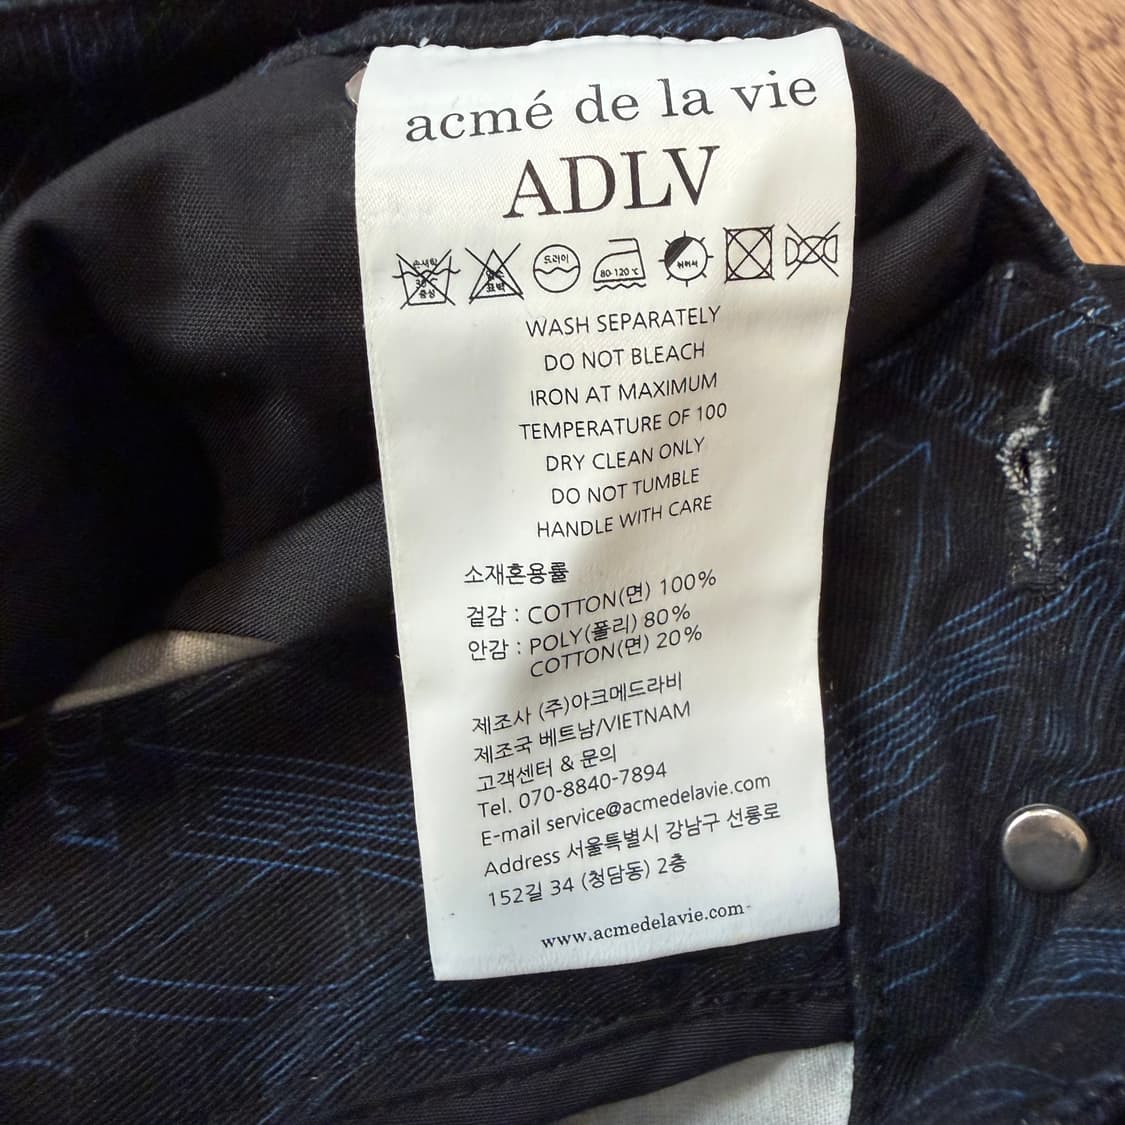 acmé de la vie
ADLV
드라이
80-120℃
WASH SEPARATELY
DO NOT BLEACH
IRON AT MAXIMUM
TEMPERATURE OF 100
DRY CLEAN ONLY
DO NOT TUMBLE
HANDLE WITH CARE
소재혼용률
겉감 : COTTON(면) 100%
안감 : POLY(폴리) 80%
COTTON(면) 20%
제조사 (주)아크메드라비
제조국 베트남/VIETNAM
고객센터 & 문의
Tel. 070-8840-7894
E-mail service@acmedelavie.com
Address 서울특별시 강남구 선릉로
152길 34 (청담동) 2층
www.acmedelavie.com